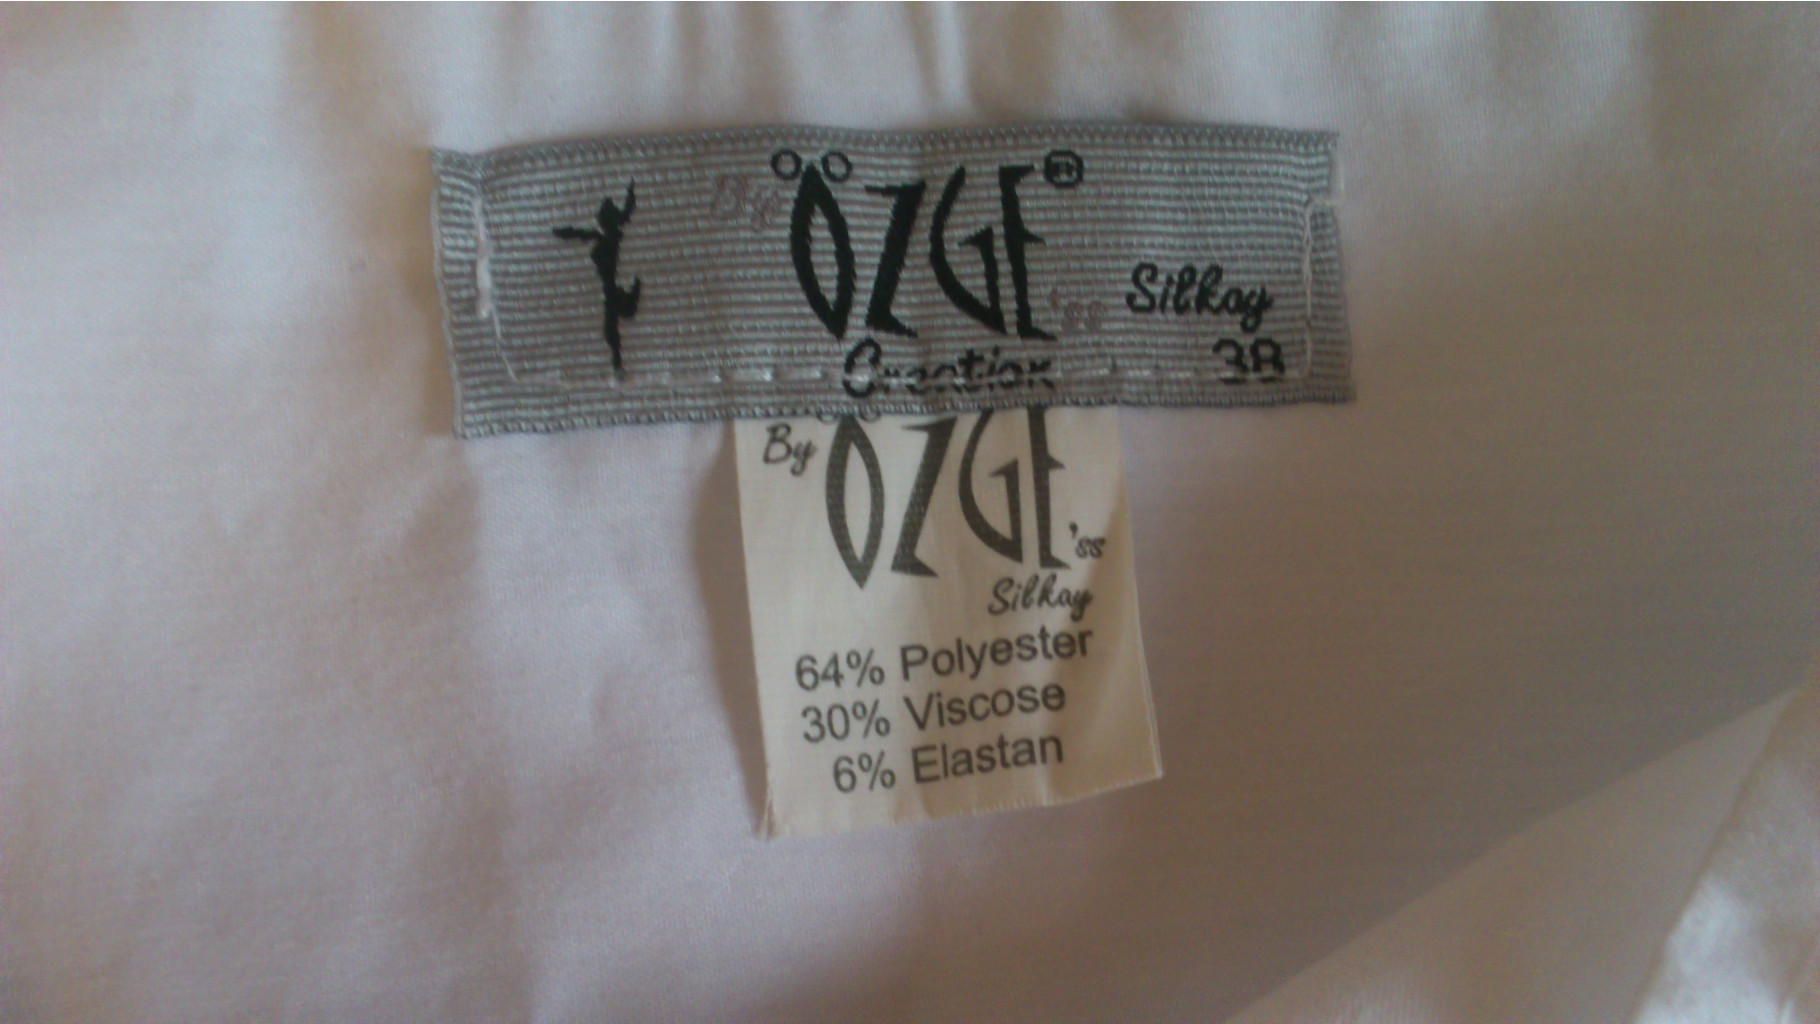 By ÖZGE ® 'ss Silkay
Creation 38
By ÖZGE 'ss
Silkay
64% Polyester
30% Viscose
6% Elastan